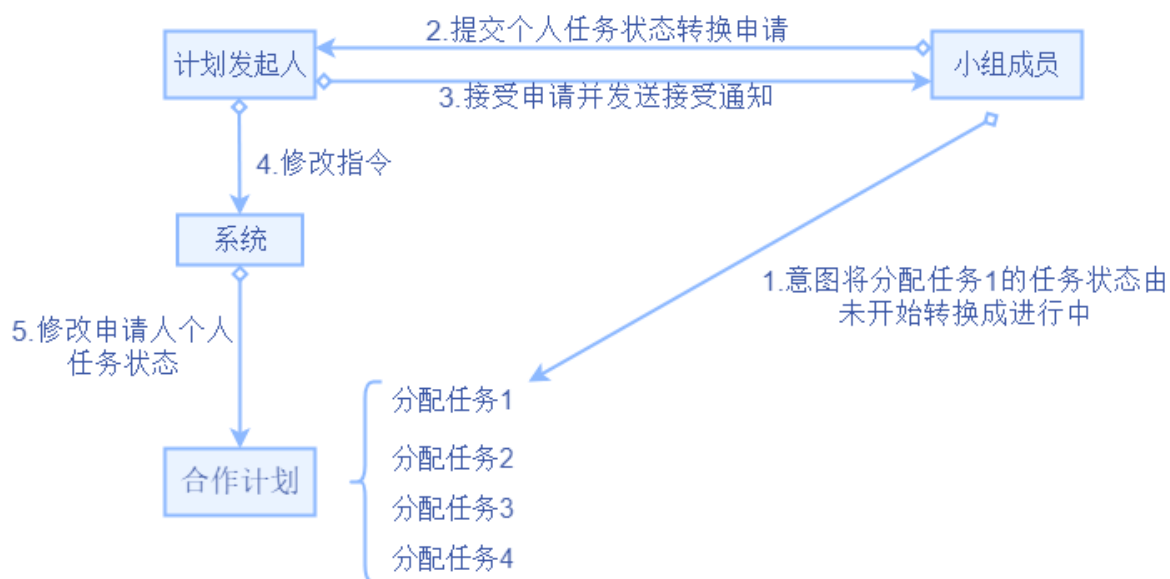 2.提交个人任务状态转换申请
计划发起人
小组成员
3.接受申请并发送接受通知
4.修改指令
系统
1.意图将分配任务1的任务状态由
未开始转换成进行中
5.修改申请人个人
任务状态
分配任务1
分配任务2
合作计划
分配任务3
分配任务4